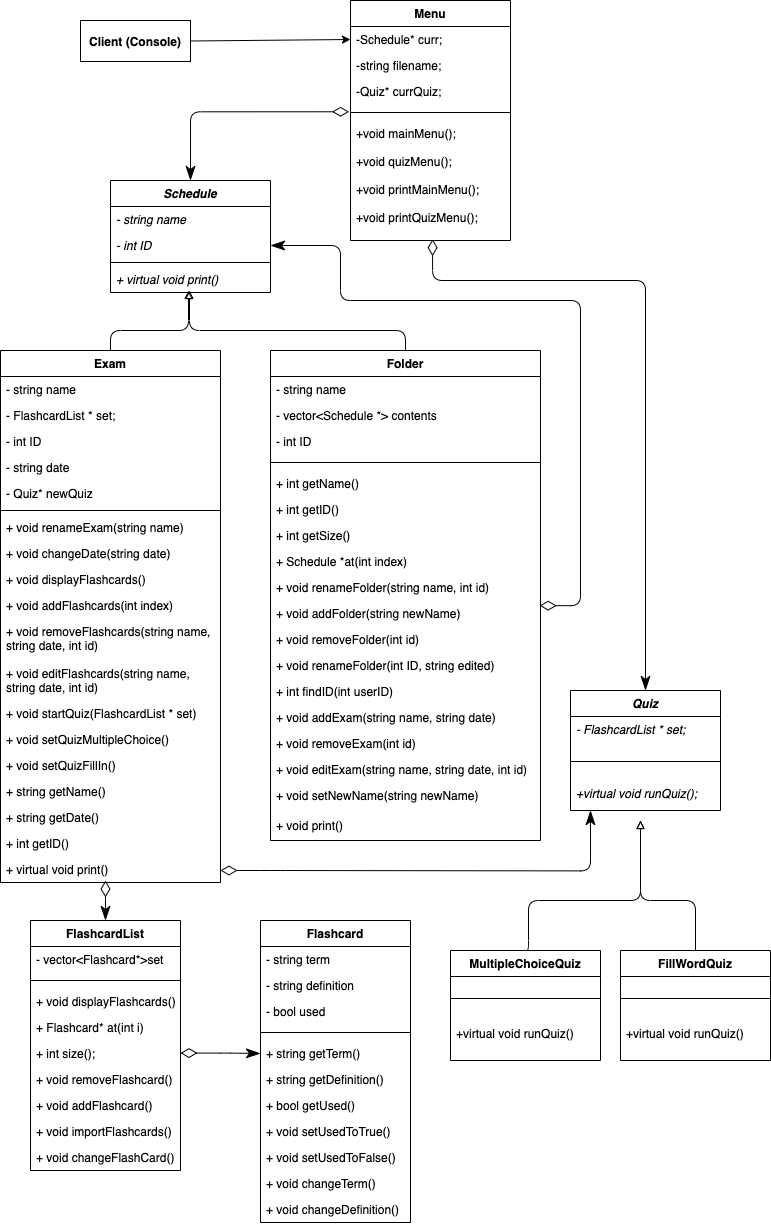 Menu
Client (Console)
-Schedule* curr;
-string filename;
-Quiz* currQuiz;
+void mainMenu();
+void quizMenu();
+void printMainMenu();
+void printQuizMenu();
Schedule
- string name
- int ID
+ virtual void print()
Exam
- string name
- FlashcardList * set;
- int ID
- string date
- Quiz* newQuiz
+ void renameExam(string name)
+ void changeDate(string date)
+ void displayFlashcards()
+ void addFlashcards(int index)
+ void removeFlashcards(string name,
string date, int id)
+ void editFlashcards(string name,
string date, int id)
+ void startQuiz(FlashcardList * set)
+ void setQuizMultipleChoice()
+ void setQuizFillIn()
+ string getName()
+ string getDate()
+ int getID()
+ virtual void print()
Folder
- string name
- vector<Schedule *> contents
- int ID
+ int getName()
+ int getID()
+ int getSize()
+ Schedule *at(int index)
+ void renameFolder(string name, int id)
+ void addFolder(string newName)
+ void removeFolder(int id)
+ void renameFolder(int ID, string edited)
+ int findID(int userID)
+ void addExam(string name, string date)
+ void removeExam(int id)
+ void editExam(string name, string date, int id)
+ void setNewName(string newName)
+ void print()
Quiz
- FlashcardList * set;
+virtual void runQuiz();
FlashcardList
- vector<Flashcard*>set
+ void displayFlashcards()
+ Flashcard* at(int i)
+ int size();
+ void removeFlashcard()
+ void addFlashcard()
+ void importFlashcards()
+ void changeFlashCard()
Flashcard
- string term
- string definition
- bool used
+ string getTerm()
+ string getDefinition()
+ bool getUsed()
+ void setUsedToTrue()
+ void setUsedToFalse()
+ void changeTerm()
+ void changeDefinition()
MultipleChoiceQuiz
+virtual void runQuiz()
FillWordQuiz
+virtual void runQuiz()